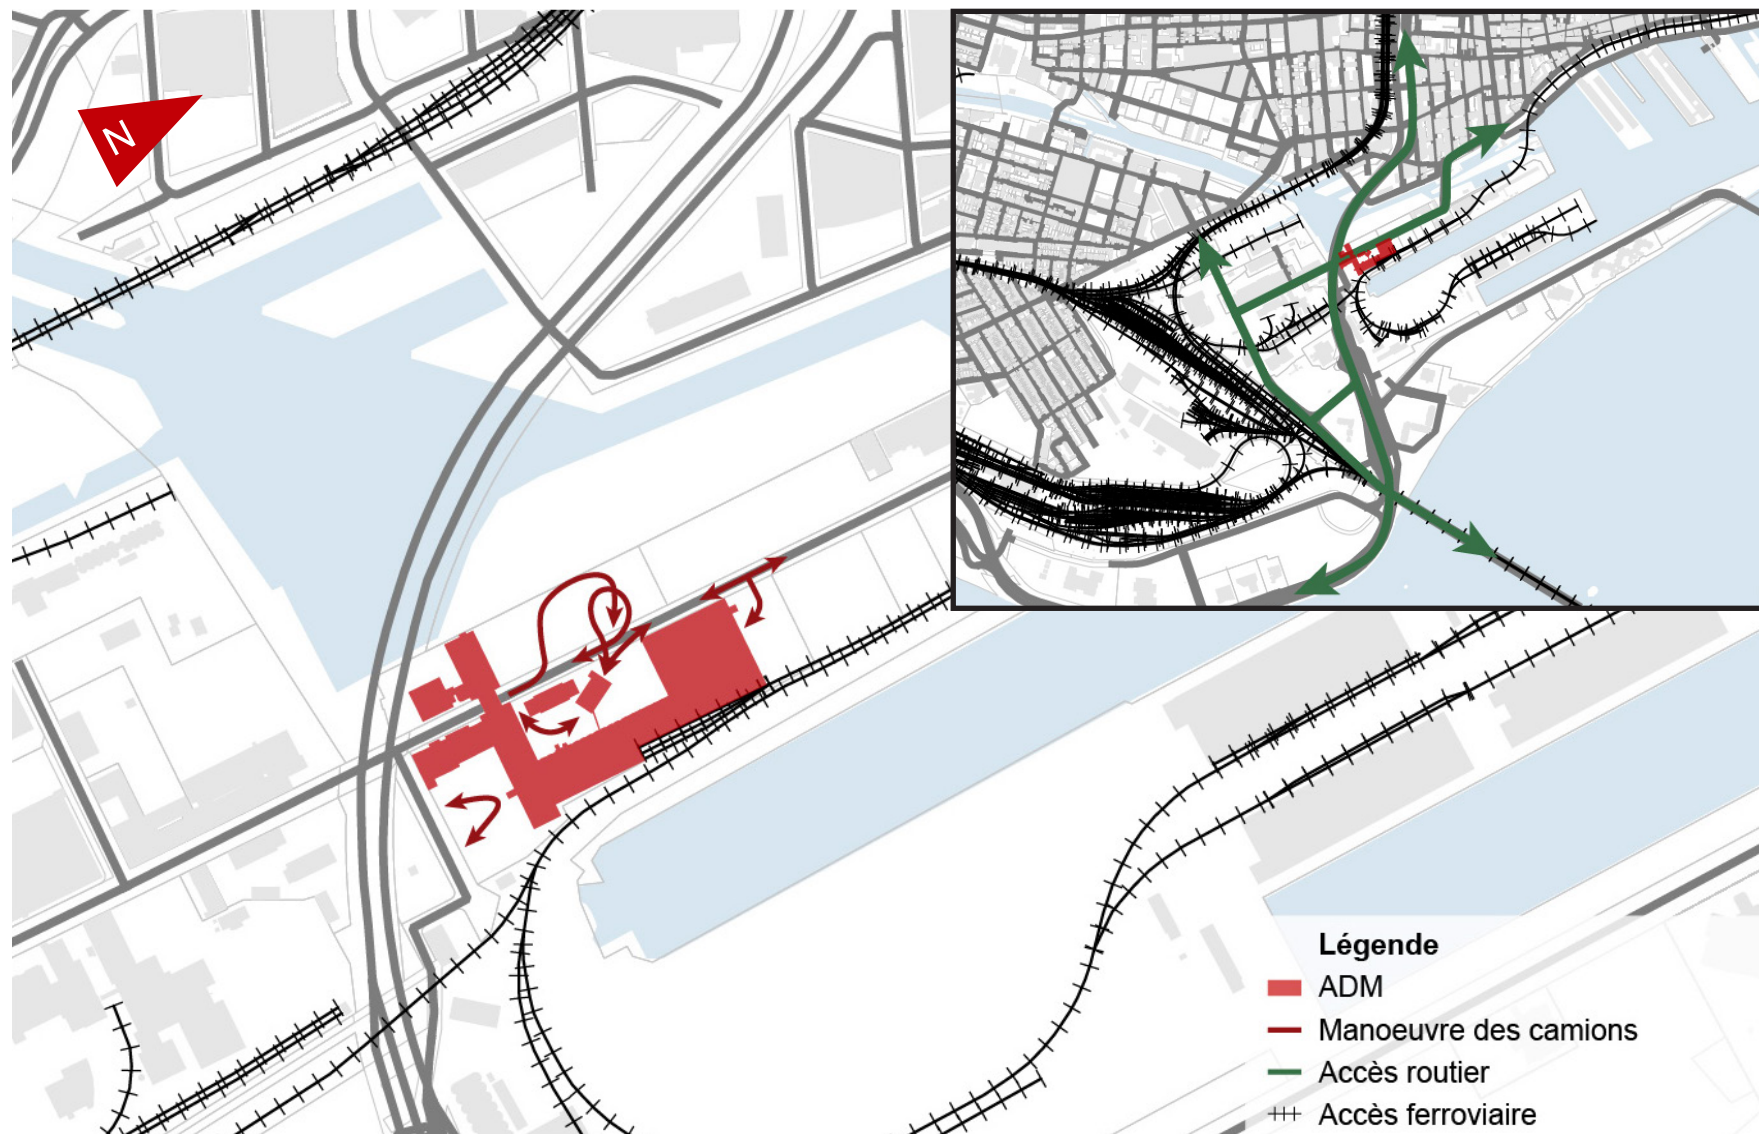 N
Légende
ADM
Manoeuvre des camions
Accès routier
Accès ferroviaire